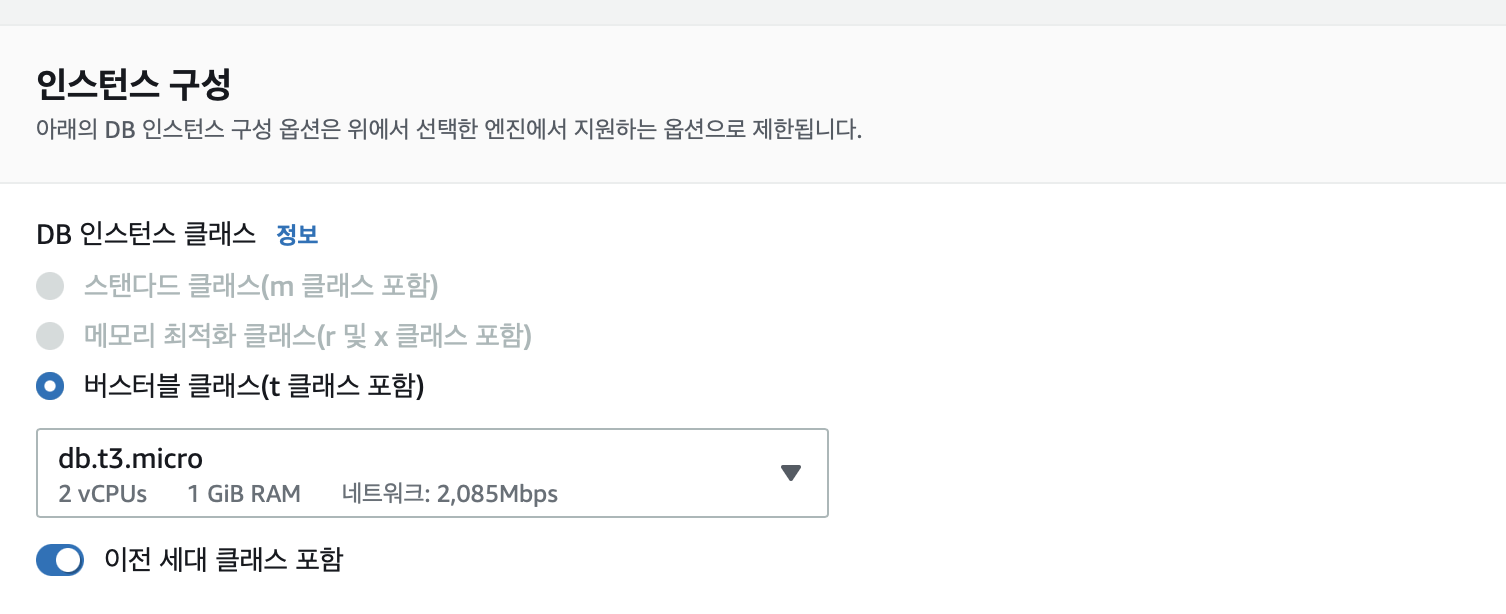 인스턴스 구성
아래의 DB 인스턴스 구성 옵션은 위에서 선택한 엔진에서 지원하는 옵션으로 제한됩니다.
DB 인스턴스 클래스 정보
스탠다드 클래스(m 클래스 포함)
메모리 최적화 클래스(r 및 x 클래스 포함)
버스터블 클래스(t 클래스 포함)
db.t3.micro
2 vCPUs 1 GiB RAM 네트워크: 2,085Mbps
이전 세대 클래스 포함